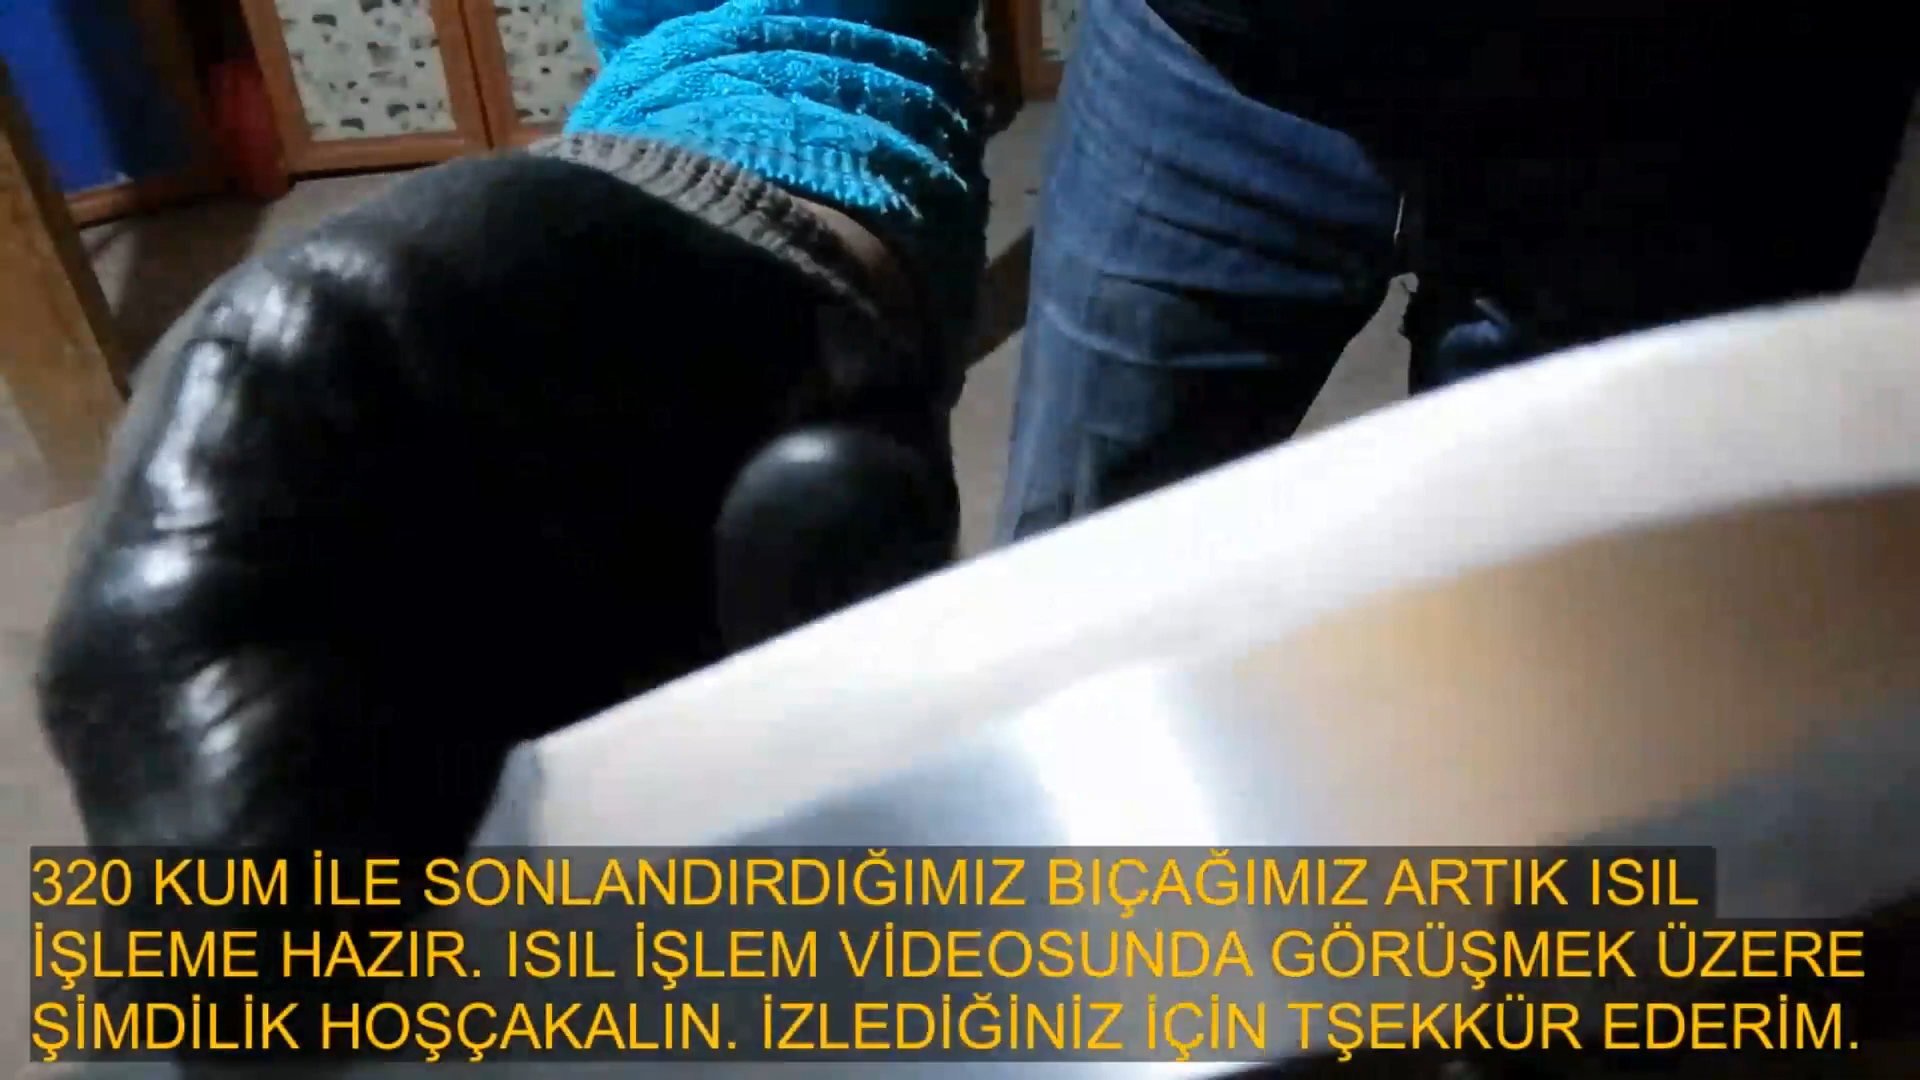 320 KUM İLE SONLANDIRDIĞIMIZ BIÇAĞIMIZ ARTIK ISIL
İŞLEME HAZIR. ISIL İŞLEM VİDEOSUNDA GÖRÜŞMEK ÜZERE
ŞİMDİLİK HOŞÇAKALIN. İZLEDİĞİNİZ İÇİN TŞEKKÜR EDERİM.